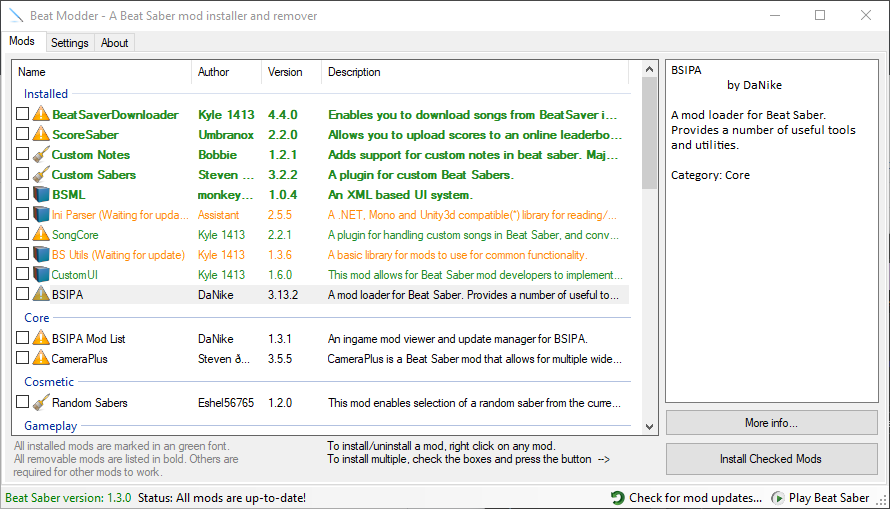 Beat Modder - A Beat Saber mod installer and remover
Mods Settings About
Name Author Version Description
Installed
BeatSaverDownloader Kyle 1413 4.4.0 Enables you to download songs from BeatSaver i...
ScoreSaber Umbranox 2.2.0 Allows you to upload scores to an online leaderbo...
Custom Notes Bobbie 1.2.1 Adds support for custom notes in beat saber. Maj...
Custom Sabers Steven ... 3.2.2 A plugin for custom Beat Sabers.
BSML monkey... 1.0.4 An XML based UI system.
Ini Parser (Waiting for upda... Assistant 2.5.5 A .NET, Mono and Unity3d compatible(*) library for reading/...
SongCore Kyle 1413 2.2.1 A plugin for handling custom songs in Beat Saber, and conv...
BS Utils (Waiting for update) Kyle 1413 1.3.6 A basic library for mods to use for common functionality.
CustomUI Kyle 1413 1.6.0 This mod allows for Beat Saber mod developers to implement...
BSIPA DaNike 3.13.2 A mod loader for Beat Saber. Provides a number of useful to...
Core
BSIPA Mod List DaNike 1.3.1 An ingame mod viewer and update manager for BSIPA.
CameraPlus Steven ð... 3.5.5 CameraPlus is a Beat Saber mod that allows for multiple wide...
Cosmetic
Random Sabers Eshel56765 1.2.0 This mod enables selection of a random saber from the curre...
Gameplay
BSIPA
by DaNike
A mod loader for Beat Saber.
Provides a number of useful tools
and utilities.
Category: Core
More info...
Install Checked Mods
All installed mods are marked in an green font.
All removable mods are listed in bold. Others are
required for other mods to work.
To install/uninstall a mod, right click on any mod.
To install multiple, check the boxes and press the button -->
Beat Saber version: 1.3.0 Status: All mods are up-to-date! Check for mod updates... Play Beat Saber